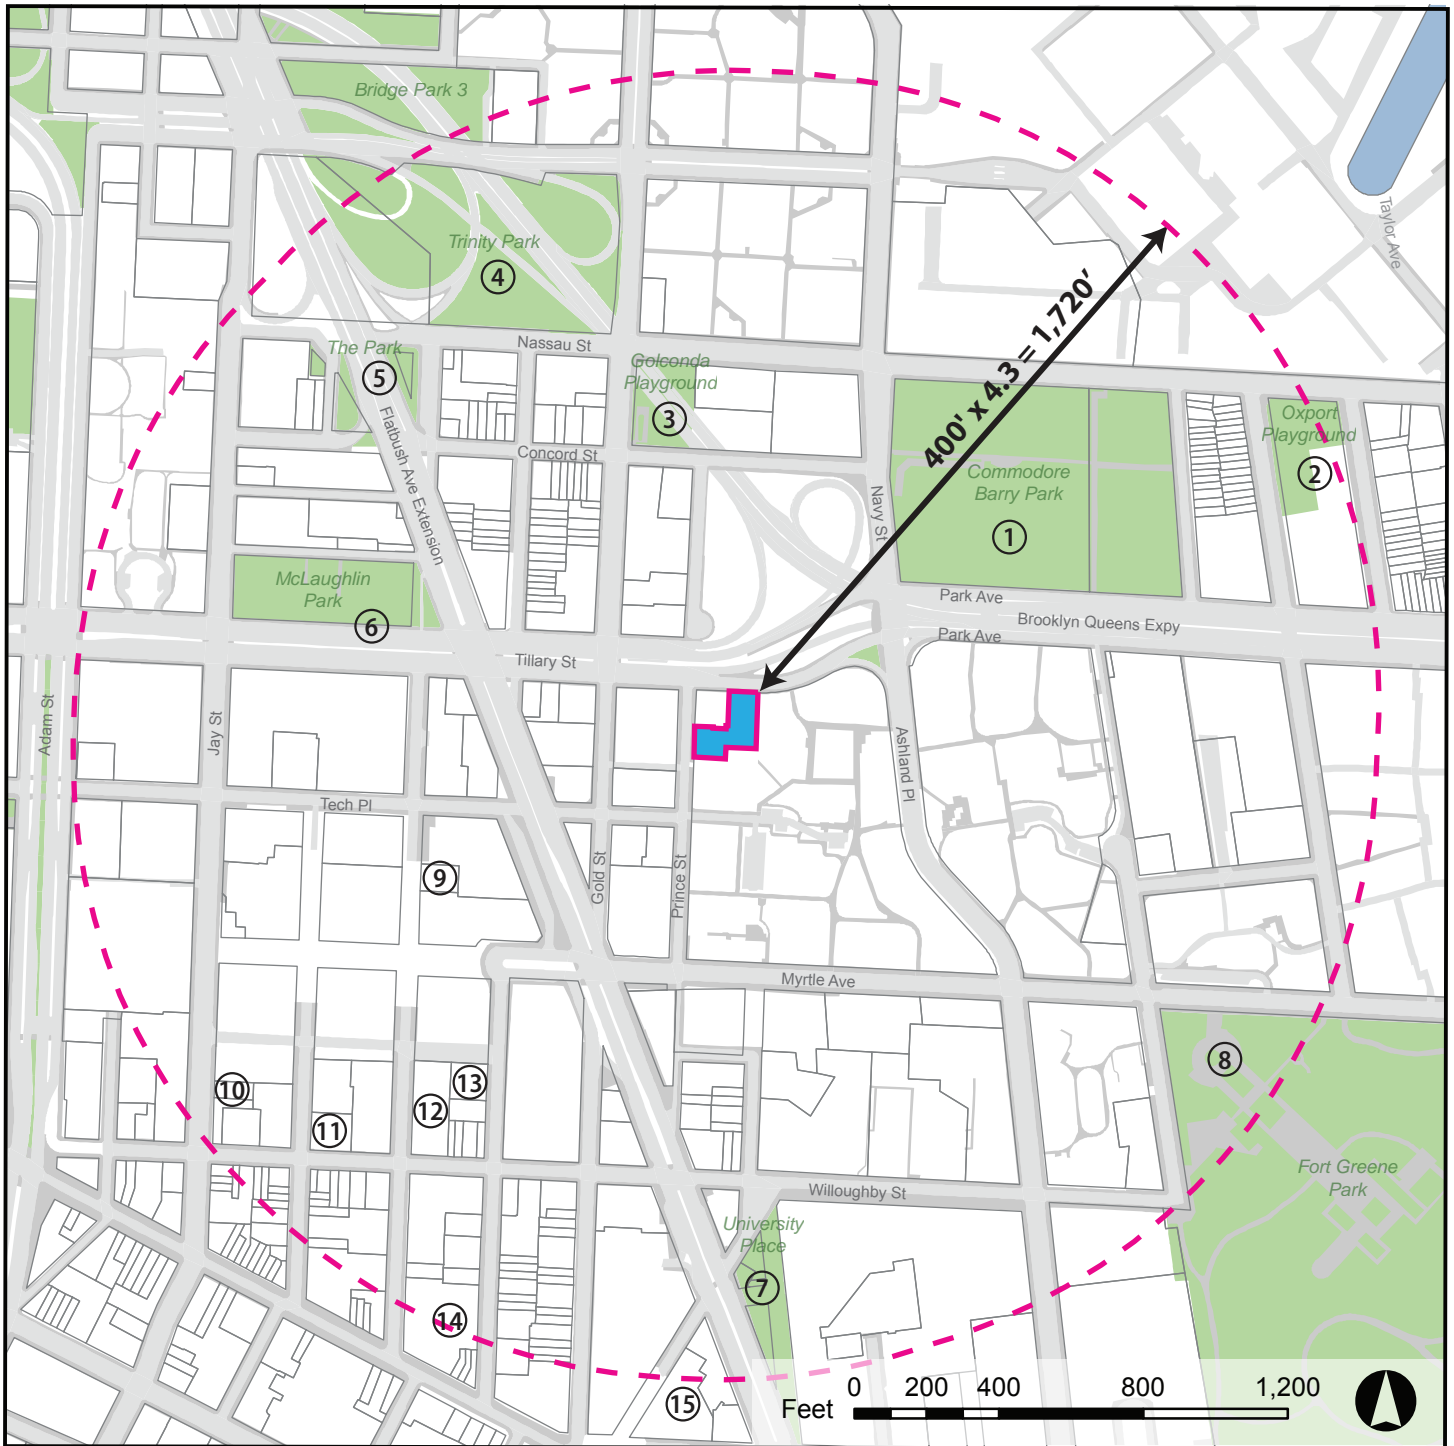 Bridge Park 3
Taylor Ave
Trinity Park
4
400' x 4.3 = 1,720'
Nassau St
The Park
5
Golconda
Playground
3
Oxport
Playground
2
Flatbush Ave Extension
Concord St
Commodore
Barry Park
1
Navy St
McLaughlin
Park
6
Park Ave
Brooklyn Queens Expy
Park Ave
Tillary St
Adam St
Jay St
Ashland Pl
Tech Pl
9
Gold St
Prince St
Myrtle Ave
8
10
11
12
13
Fort Greene
Park
Willoughby St
University
Place
7
14
15
0 200 400 800 1,200
Feet